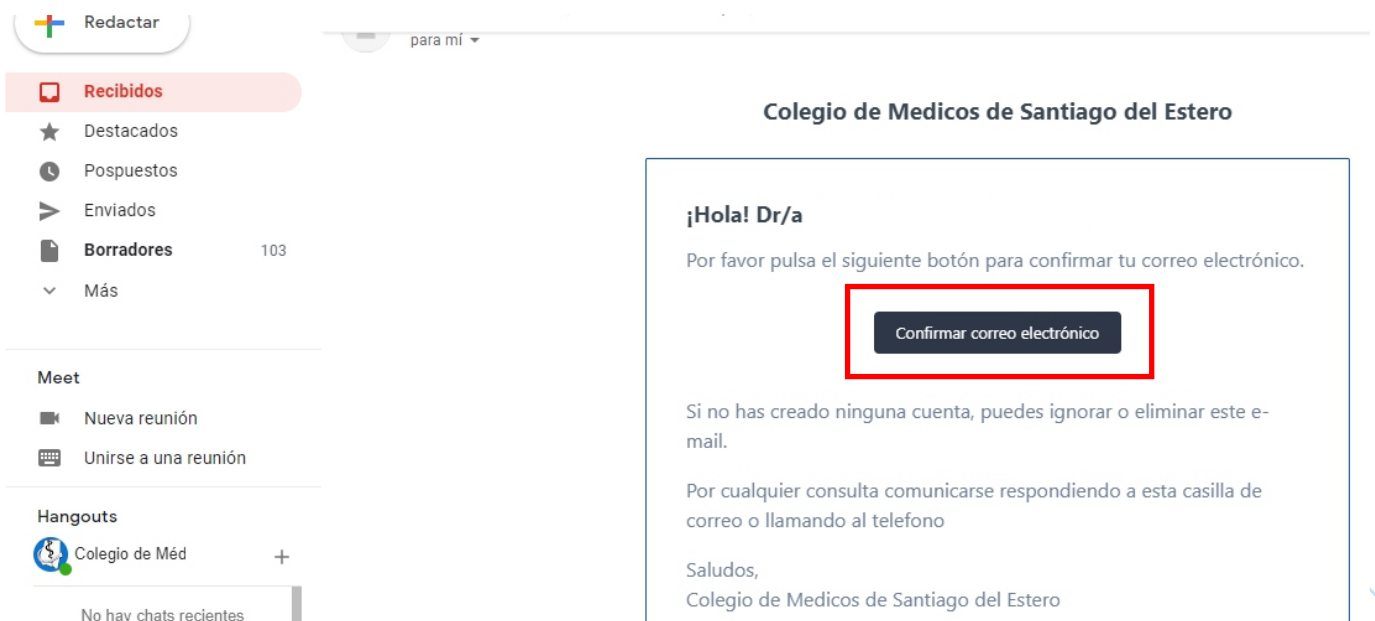 Redactar
Recibidos
Destacados
Pospuestos
Enviados
Borradores 103
Más
Meet
Nueva reunión
Unirse a una reunión
Hangouts
Colegio de Méd
No hay chats recientes
para mí
Colegio de Medicos de Santiago del Estero
¡Hola! Dr/a
Por favor pulsa el siguiente botón para confirmar tu correo electrónico.
Confirmar correo electrónico
Si no has creado ninguna cuenta, puedes ignorar o eliminar este e-
mail.
Por cualquier consulta comunicarse respondiendo a esta casilla de
correo o llamando al telefono
Saludos,
Colegio de Medicos de Santiago del Estero